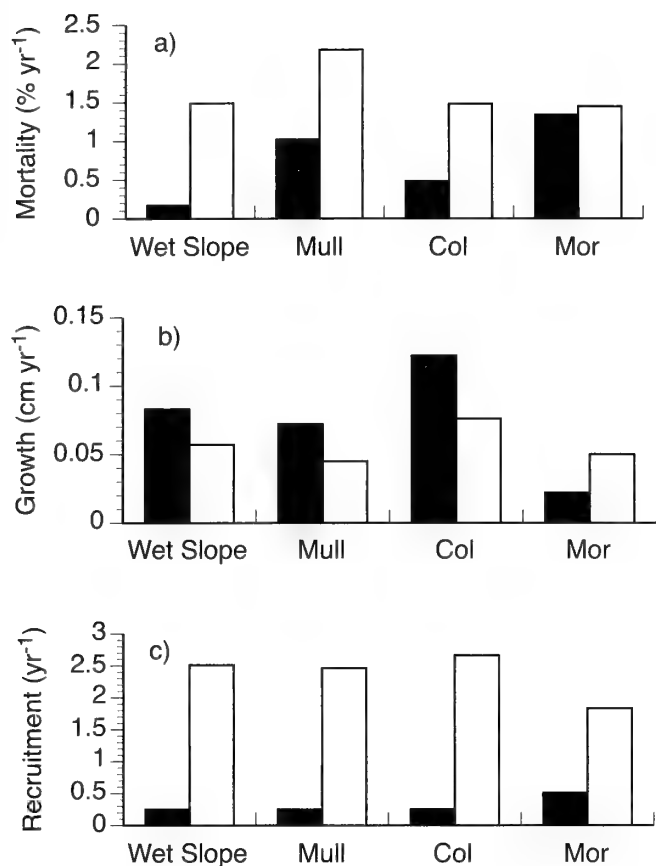 a)
Mortality (% yr⁻¹)
2.5
2
1.5
1
0.5
0
Wet Slope Mull Col Mor
b)
Growth (cm yr⁻¹)
0.15
0.1
0.05
0
Wet Slope Mull Col Mor
c)
Recruitment (yr⁻¹)
3
2.5
2
1.5
1
0.5
0
Wet Slope Mull Col Mor